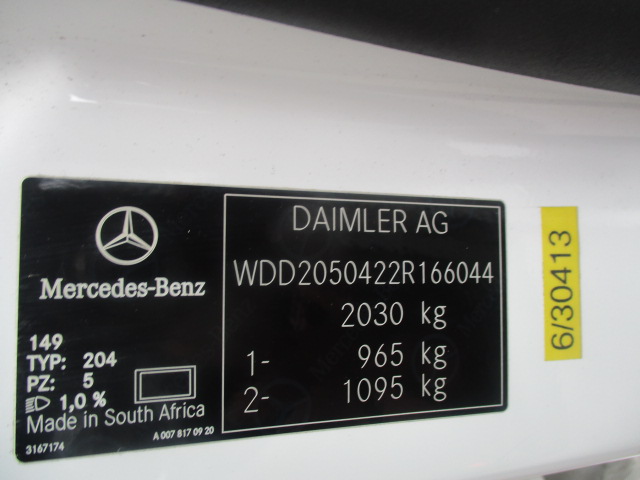 Mercedes-Benz
149
TYP: 204
PZ: 5
1,0 %
Made in South Africa
3167174
A 007 817 09 20
DAIMLER AG
WDD2050422R166044
2030 kg
1- 965 kg
2- 1095 kg
6/30413